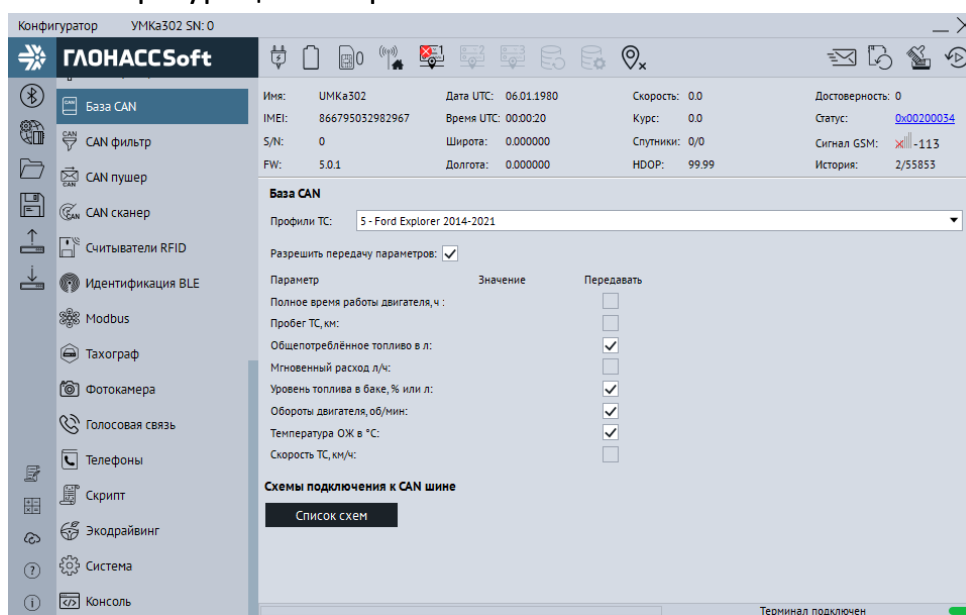 Конфигуратор УМКа302 SN: 0
ГЛОНАССSoft
0
1
2
x
База CAN
CAN фильтр
CAN пушер
CAN сканер
Считыватели RFID
Идентификация BLE
Modbus
Тахограф
Фотокамера
Голосовая связь
Телефоны
Скрипт
Экодрайвинг
Система
Консоль
Имя: UMKa302 Дата UTC: 06.01.1980 Скорость: 0.0 Достоверность: 0
IMEI: 866795032982967 Время UTC: 00:00:20 Курс: 0.0 Статус: 0x00200034
S/N: 0 Широта: 0.000000 Спутники: 0/0 Сигнал GSM: -113
FW: 5.0.1 Долгота: 0.000000 HDOP: 99.99 История: 2/55853
База CAN
Профили ТС: 5 - Ford Explorer 2014-2021
Разрешить передачу параметров:
Параметр Значение Передавать
Полное время работы двигателя,ч :
Пробег ТС, км:
Общепотреблённое топливо в л:
Мгновенный расход л/ч:
Уровень топлива в баке, % или л:
Обороты двигателя, об/мин:
Температура ОЖ в °C:
Скорость ТС, км/ч:
Схемы подключения к CAN шине
Список схем
Терминал подключен